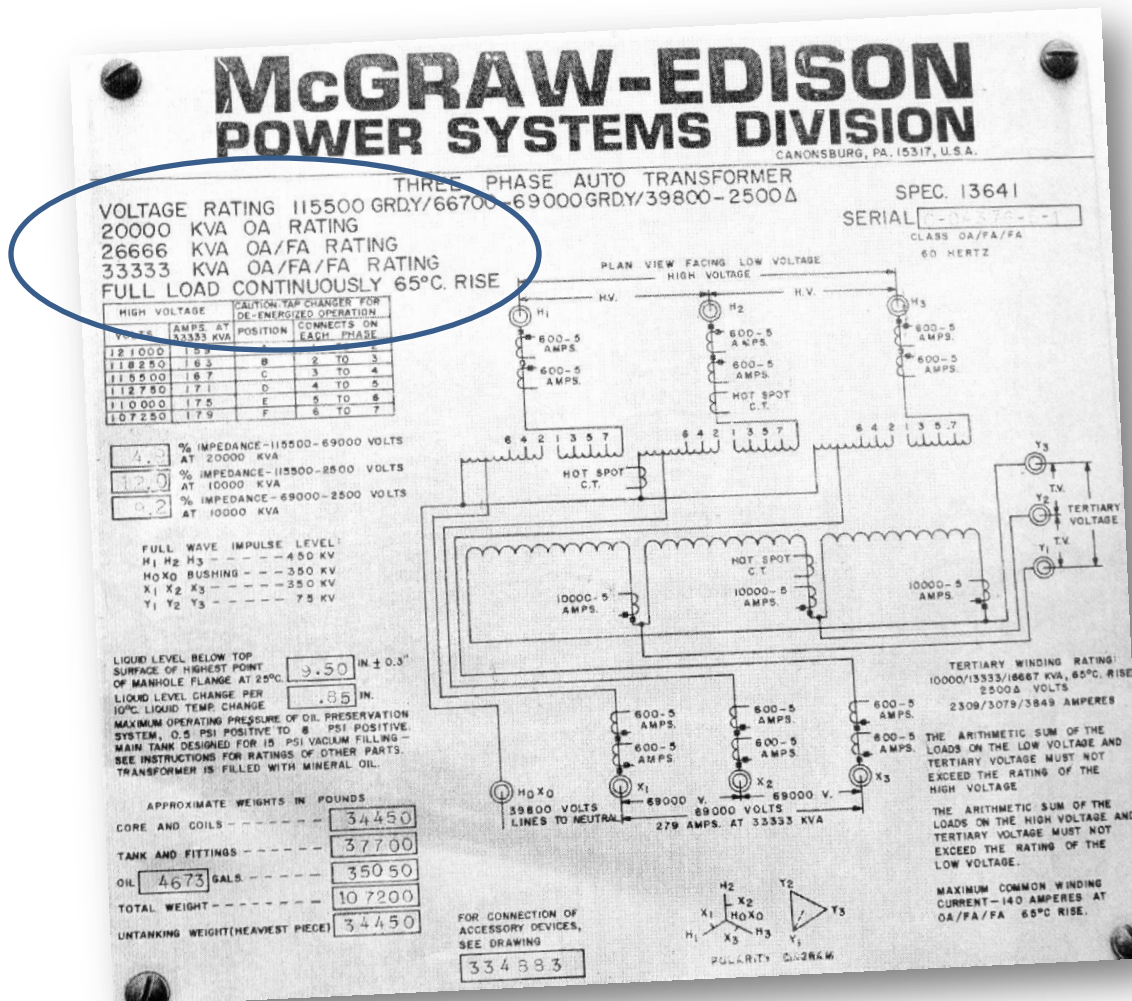 McGRAW-EDISON
POWER SYSTEMS DIVISION
CANONSBURG, PA. 15317, U.S.A.
THREE PHASE AUTO TRANSFORMER
VOLTAGE RATING 115500 GRD.Y/66700-69000 GRD.Y/39800-2500Δ
20000 KVA OA RATING
26666 KVA OA/FA RATING
33333 KVA OA/FA/FA RATING
FULL LOAD CONTINUOUSLY 65°C. RISE
SPEC. 13641
SERIAL
CLASS OA/FA/FA
60 HERTZ
HIGH VOLTAGE
CAUTION-TAP CHANGER FOR DE-ENERGIZED OPERATION
VOLTS AMPS. AT 33333 KVA POSITION CONNECTS ON EACH PHASE
121000 159
118250 163 B 2 TO 3
115500 167 C 3 TO 4
112750 171 D 4 TO 5
110000 175 E 5 TO 6
107250 179 F 6 TO 7
4.9 % IMPEDANCE-115500-69000 VOLTS
AT 20000 KVA
12.0 % IMPEDANCE-115500-2500 VOLTS
AT 10000 KVA
9.2 % IMPEDANCE-69000-2500 VOLTS
AT 10000 KVA
FULL WAVE IMPULSE LEVEL:
H1 H2 H3 ------ 450 KV
H0X0 BUSHING ---- 350 KV
X1 X2 X3 ------ 350 KV
Y1 Y2 Y3 ------ 75 KV
LIQUID LEVEL BELOW TOP
SURFACE OF HIGHEST POINT
OF MANHOLE FLANGE AT 25°C. 9.50 IN. ± 0.3"
LIQUID LEVEL CHANGE PER
10°C. LIQUID TEMP. CHANGE .85 IN.
MAXIMUM OPERATING PRESSURE OF OIL PRESERVATION
SYSTEM, 0.5 PSI POSITIVE TO 8 PSI POSITIVE.
MAIN TANK DESIGNED FOR 15 PSI VACUUM FILLING-
SEE INSTRUCTIONS FOR RATINGS OF OTHER PARTS.
TRANSFORMER IS FILLED WITH MINERAL OIL.
APPROXIMATE WEIGHTS IN POUNDS
CORE AND COILS ------ 34450
TANK AND FITTINGS ------ 37700
OIL 4673 GALS. ----- 35050
TOTAL WEIGHT -------- 107200
UNTANKING WEIGHT (HEAVIEST PIECE) 34450
PLAN VIEW FACING LOW VOLTAGE
HIGH VOLTAGE
H.V.
H.V.
H1
H2
H3
600-5 AMPS.
600-5 AMPS.
600-5 AMPS.
600-5 AMPS.
600-5 AMPS.
600-5 AMPS.
HOT SPOT C.T.
6 4 2 1 3 5 7
6 4 2 1 3 5 7
6 4 2 1 3 5 7
HOT SPOT C.T.
Y3
T.V.
Y2
TERTIARY VOLTAGE
T.V.
Y1
HOT SPOT C.T.
10000-5 AMPS.
10000-5 AMPS.
10000-5 AMPS.
600-5 AMPS.
600-5 AMPS.
600-5 AMPS.
600-5 AMPS.
600-5 AMPS.
600-5 AMPS.
H0X0
X1
X2
X3
39800 VOLTS
LINES TO NEUTRAL
69000 V.
69000 V.
69000 VOLTS
279 AMPS. AT 33333 KVA
TERTIARY WINDING RATING:
10000/13333/16667 KVA, 65°C. RISE
2500Δ VOLTS
2309/3079/3849 AMPERES
THE ARITHMETIC SUM OF THE
LOADS ON THE LOW VOLTAGE AND
TERTIARY VOLTAGE MUST NOT
EXCEED THE RATING OF THE
HIGH VOLTAGE
THE ARITHMETIC SUM OF THE
LOADS ON THE HIGH VOLTAGE AND
TERTIARY VOLTAGE MUST NOT
EXCEED THE RATING OF THE
LOW VOLTAGE.
MAXIMUM COMMON WINDING
CURRENT-140 AMPERES AT
OA/FA/FA 65°C RISE.
FOR CONNECTION OF
ACCESSORY DEVICES,
SEE DRAWING
334883
H2
X2
X1 H0X0
H1 X3 H3
Y2
Y3
Y1
POLARITY DIAGRAM